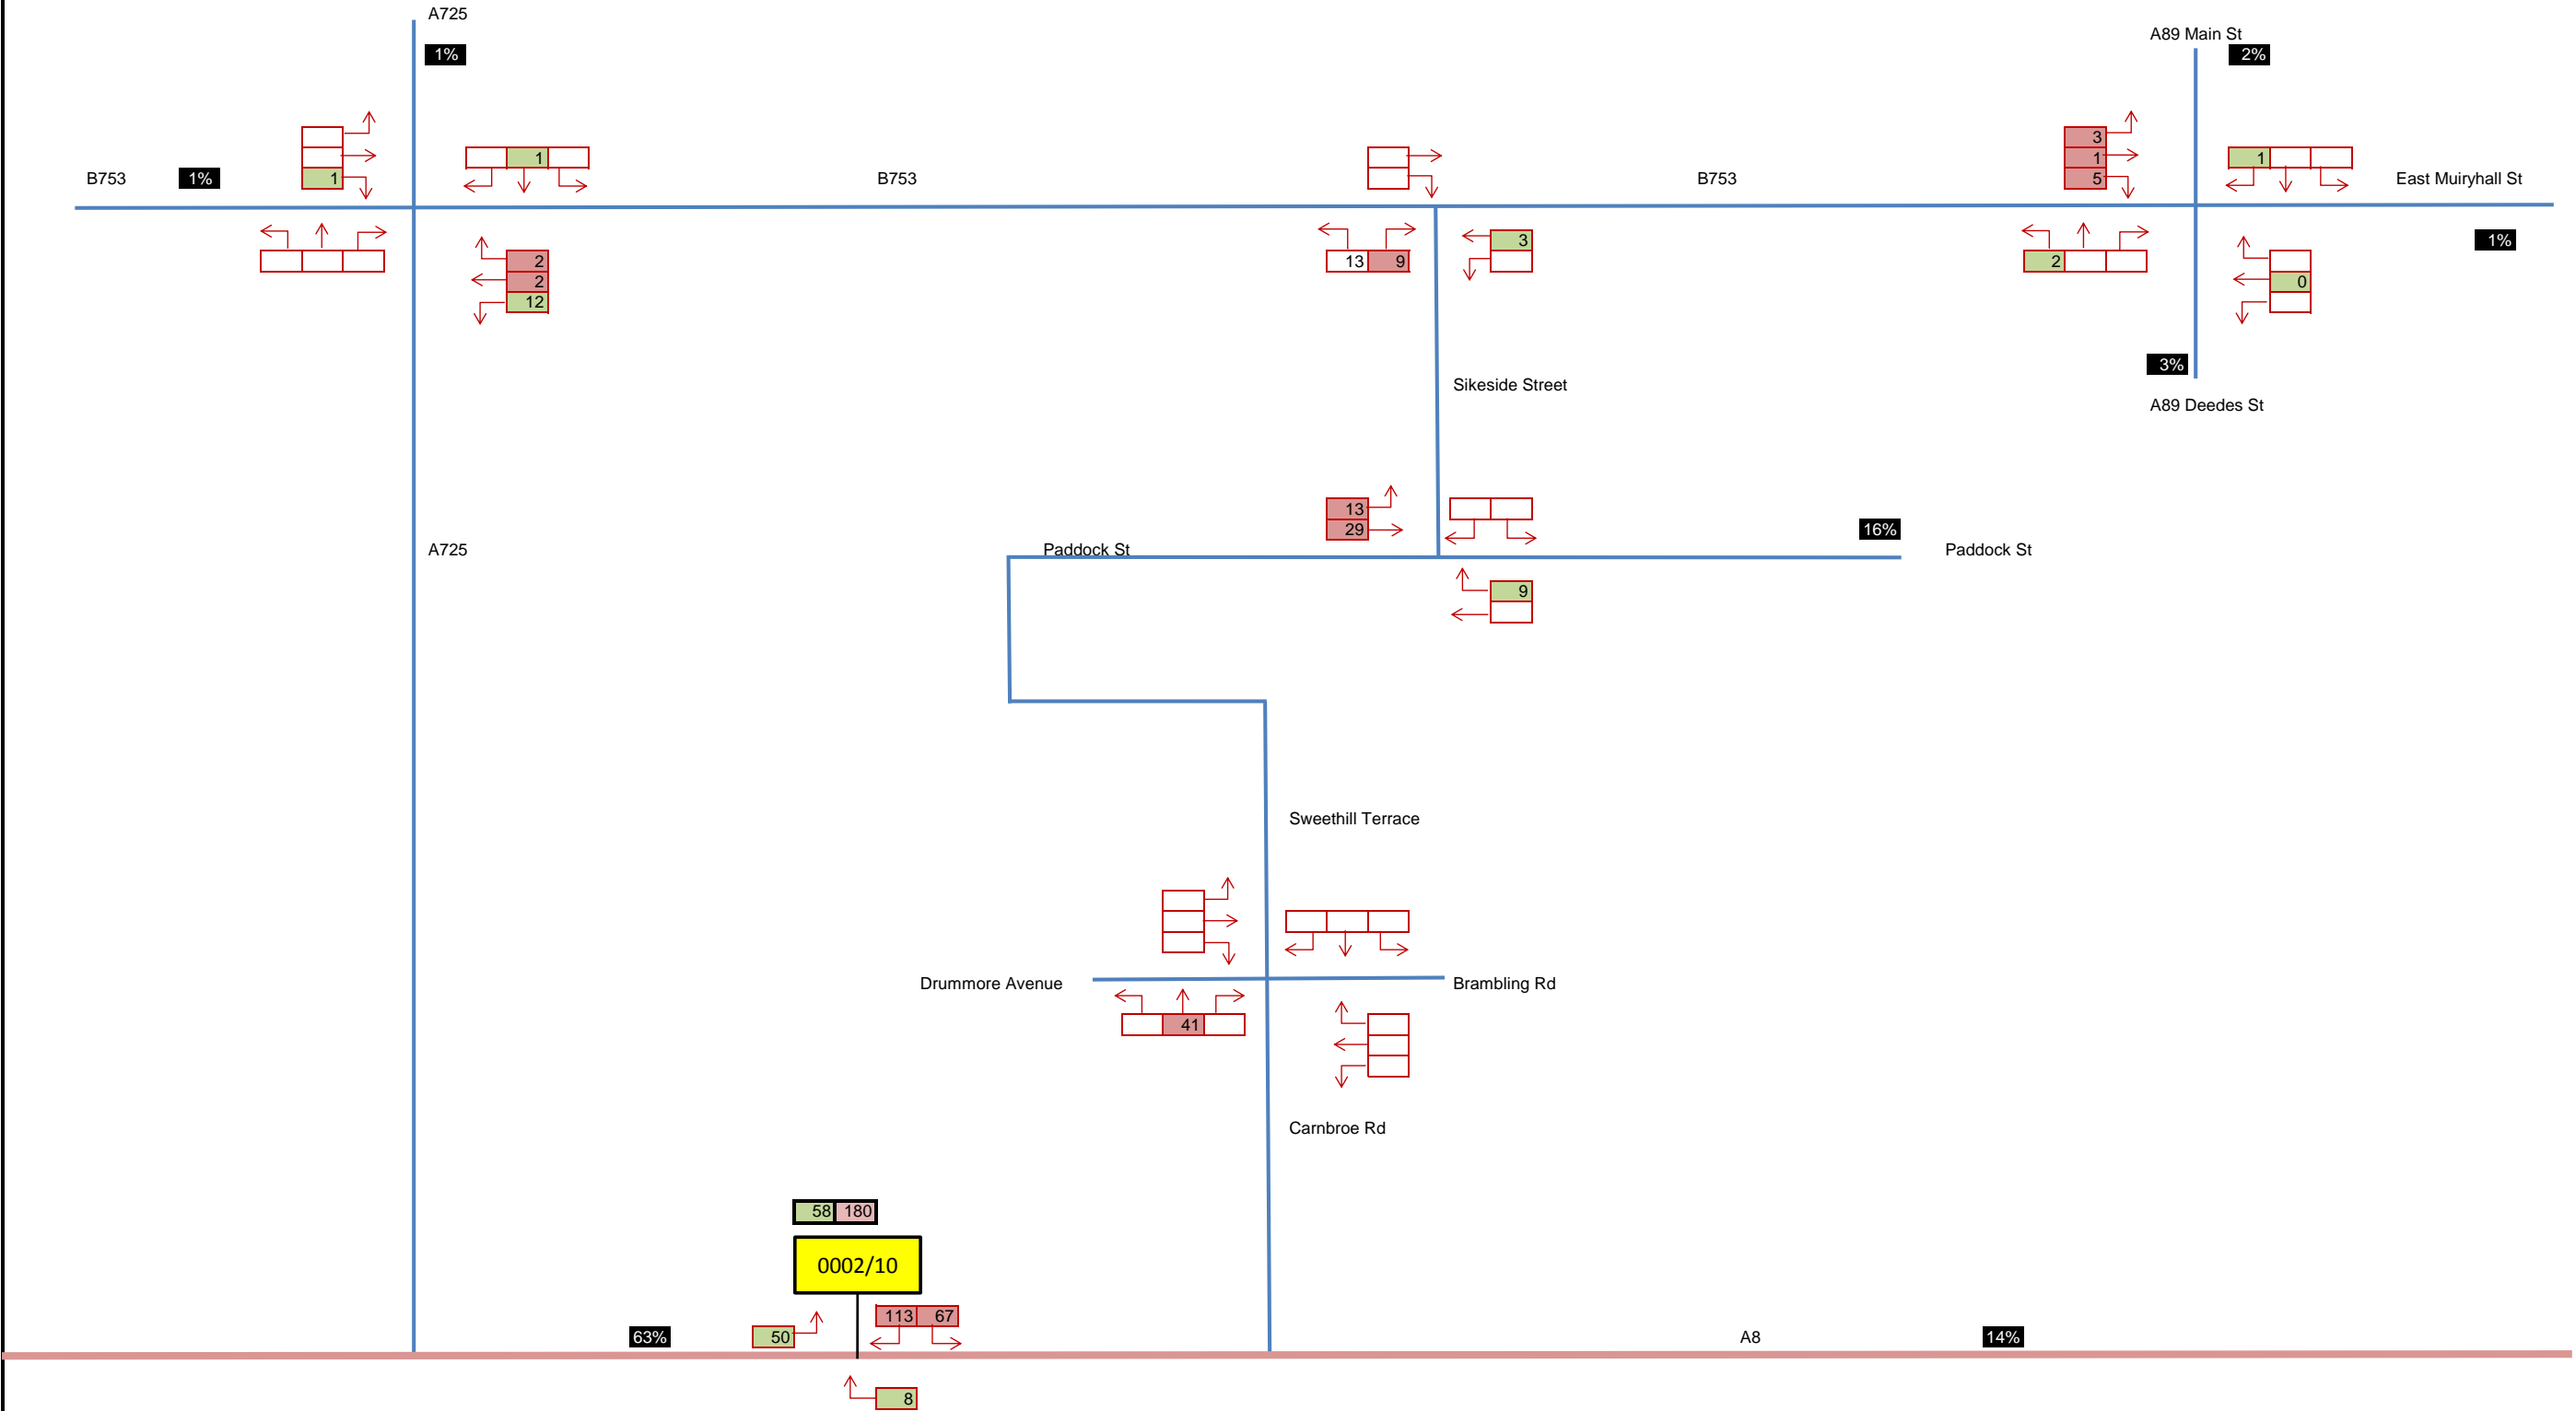 A725
1%
A89 Main St
2%
3
1 1 1
B753 1% 1 B753 B753 5 East Muiryhall St
2 13 9 3 2 1%
2 0
12
3%
Sikeside Street
A89 Deedes St
13
29 16%
A725 Paddock St Paddock St
9
Sweethill Terrace
Drummore Avenue Brambling Rd
41
Carnbroe Rd
58 180
0002/10
113 67
63% 50 A8 14%
8